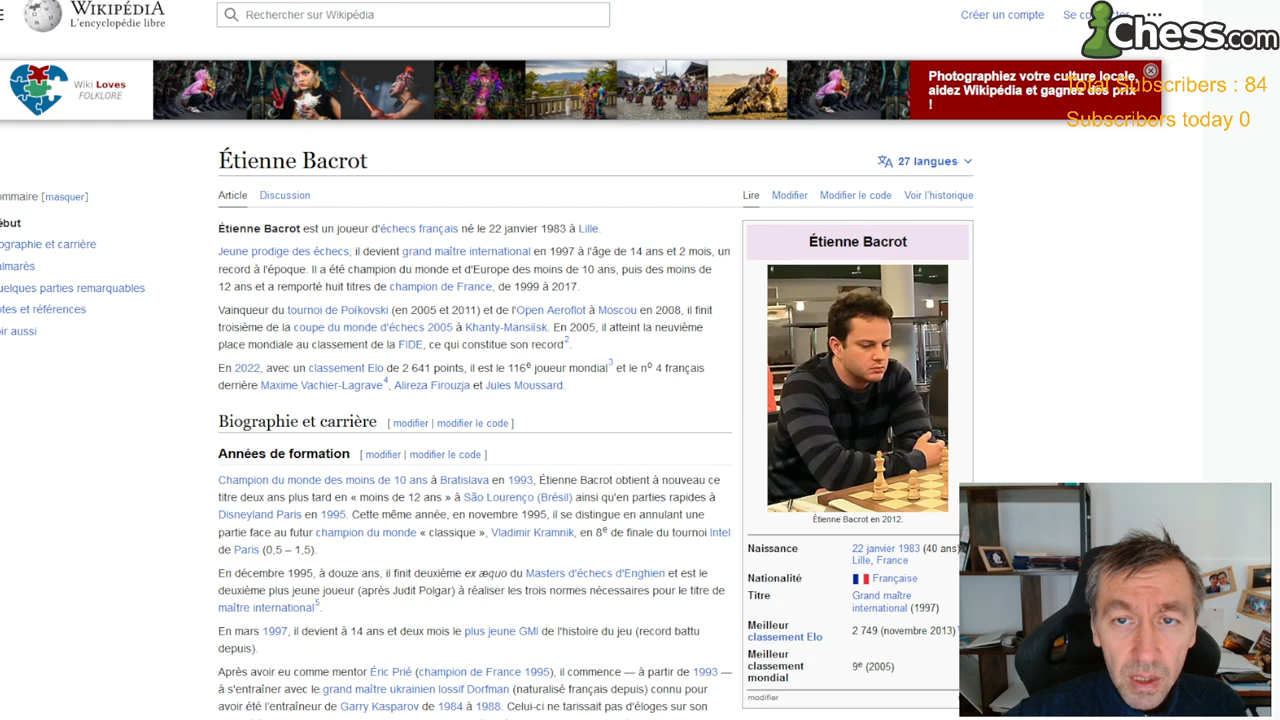 WIKIPÉDIA
L'encyclopédie libre
Rechercher sur Wikipédia
Créer un compte
Chess.com
Wiki Loves
FOLKLORE
Photographiez votre culture locale,
aidez Wikipédia et gagnez des
!
Total Subscribers : 84
Subscribers today 0
Étienne Bacrot
27 langues
Article
Discussion
Lire
Modifier
Modifier le code
Voir l'historique
ommaire [masquer]
ébut
ographie et carrière
almarès
uelques parties remarquables
otes et références
oir aussi
Étienne Bacrot est un joueur d'échecs français né le 22 janvier 1983 à Lille.
Jeune prodige des échecs, il devient grand maître international en 1997 à l'âge de 14 ans et 2 mois, un
record à l'époque. Il a été champion du monde et d'Europe des moins de 10 ans, puis des moins de
12 ans et a remporté huit titres de champion de France, de 1999 à 2017.
Vainqueur du tournoi de Poïkovski (en 2005 et 2011) et de l'Open Aeroflot à Moscou en 2008, il finit
troisième de la coupe du monde d'échecs 2005 à Khanty-Mansiïsk. En 2005, il atteint la neuvième
place mondiale au classement de la FIDE, ce qui constitue son record2.
En 2022, avec un classement Elo de 2 641 points, il est le 116e joueur mondial3 et le no 4 français
derrière Maxime Vachier-Lagrave4, Alireza Firouzja et Jules Moussard.
Biographie et carrière [ modifier | modifier le code ]
Années de formation [ modifier | modifier le code ]
Champion du monde des moins de 10 ans à Bratislava en 1993, Étienne Bacrot obtient à nouveau ce
titre deux ans plus tard en « moins de 12 ans » à São Lourenço (Brésil) ainsi qu'en parties rapides à
Disneyland Paris en 1995. Cette même année, en novembre 1995, il se distingue en annulant une
partie face au futur champion du monde « classique », Vladimir Kramnik, en 8e de finale du tournoi Intel
de Paris (0,5 – 1,5).
En décembre 1995, à douze ans, il finit deuxième ex æquo du Masters d'échecs d'Enghien et est le
deuxième plus jeune joueur (après Judit Polgar) à réaliser les trois normes nécessaires pour le titre de
maître international5.
En mars 1997, il devient à 14 ans et deux mois le plus jeune GMI de l'histoire du jeu (record battu
depuis).
Après avoir eu comme mentor Éric Prié (champion de France 1995), il commence — à partir de 1993 —
à s'entraîner avec le grand maître ukrainien Iossif Dorfman (naturalisé français depuis) connu pour
avoir été l'entraîneur de Garry Kasparov de 1984 à 1988. Celui-ci ne tarissait pas d'éloges sur son
Étienne Bacrot
Étienne Bacrot en 2012.
Naissance
22 janvier 1983 (40 ans)
Lille, France
Nationalité
Française
Titre
Grand maître
international (1997)
Meilleur
classement Elo
2 749 (novembre 2013)
Meilleur
classement
mondial
9e (2005)
modifier